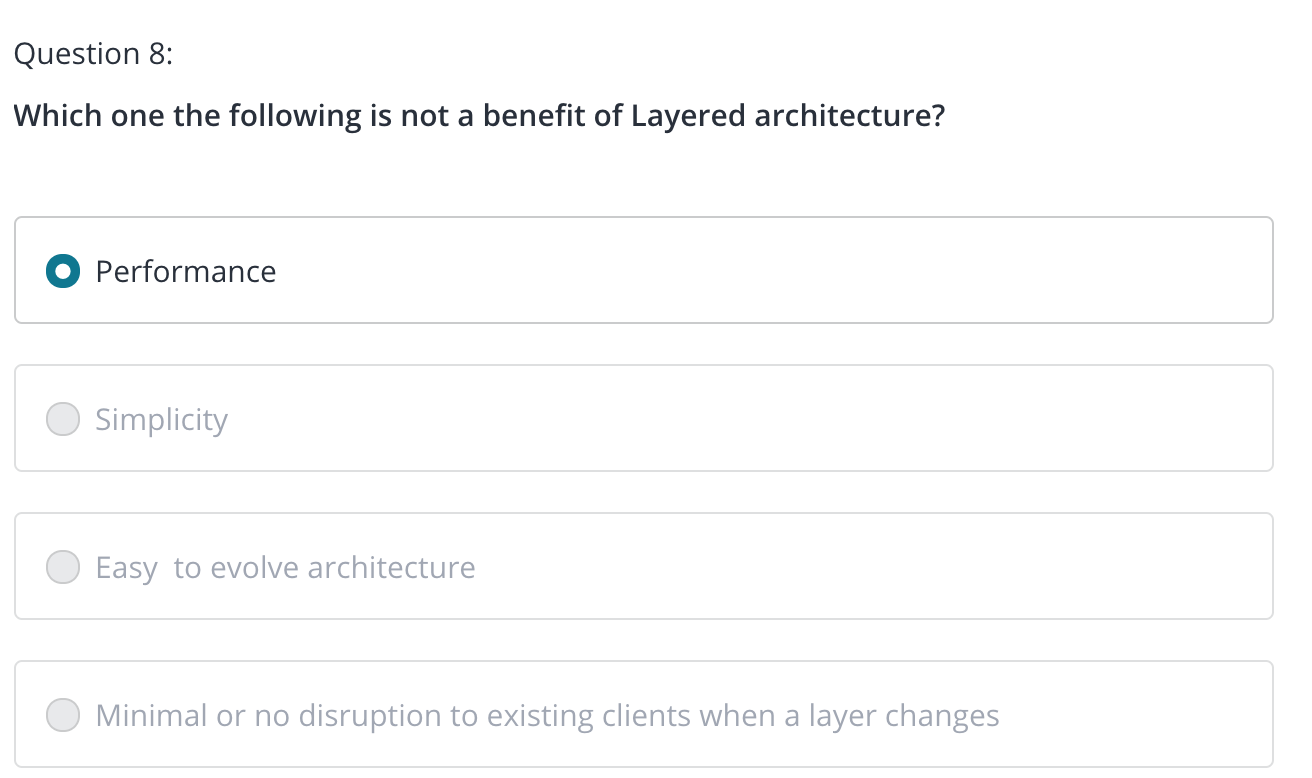 Question 8:
Which one the following is not a benefit of Layered architecture?
Performance
Simplicity
Easy  to evolve architecture
Minimal or no disruption to existing clients when a layer changes